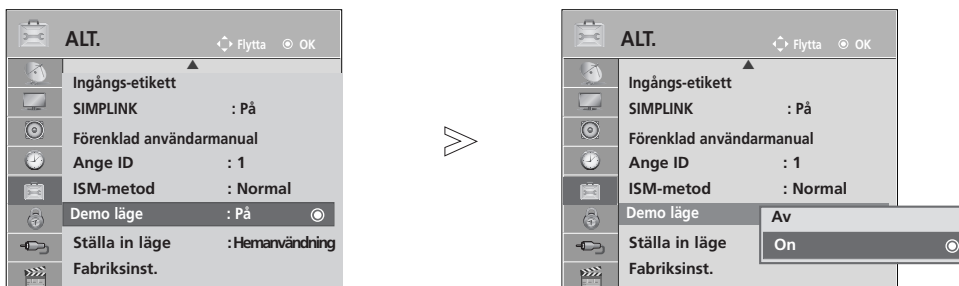 ALT.
Flytta OK
Ingångs-etikett
SIMPLINK : På
Förenklad användarmanual
Ange ID : 1
ISM-metod : Normal
Demo läge : På
Ställa in läge :Hemanvändning
Fabriksinst.
>
ALT.
Flytta OK
Ingångs-etikett
SIMPLINK : På
Förenklad användarmanual
Ange ID : 1
ISM-metod : Normal
Demo läge
Av
Ställa in läge
On
Fabriksinst.